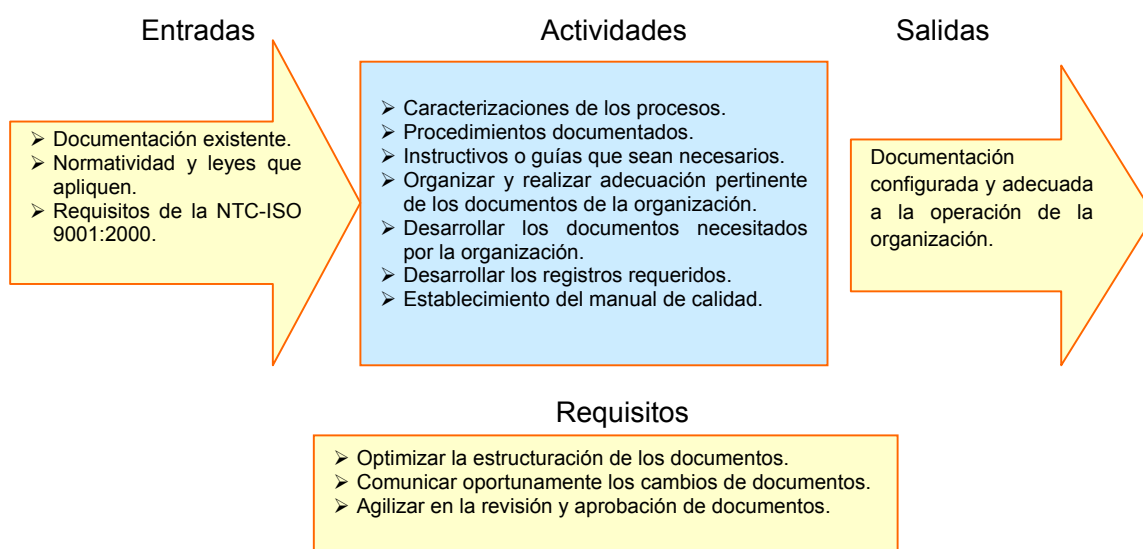 Entradas
Actividades
Salidas
➢ Documentación existente.
➢ Normatividad y leyes que
apliquen.
➢ Requisitos de la NTC-ISO
9001:2000.
➢ Caracterizaciones de los procesos.
➢ Procedimientos documentados.
➢ Instructivos o guías que sean necesarios.
➢ Organizar y realizar adecuación pertinente
de los documentos de la organización.
➢ Desarrollar los documentos necesitados
por la organización.
➢ Desarrollar los registros requeridos.
➢ Establecimiento del manual de calidad.
Documentación
configurada y adecuada
a la operación de la
organización.
Requisitos
➢ Optimizar la estructuración de los documentos.
➢ Comunicar oportunamente los cambios de documentos.
➢ Agilizar en la revisión y aprobación de documentos.